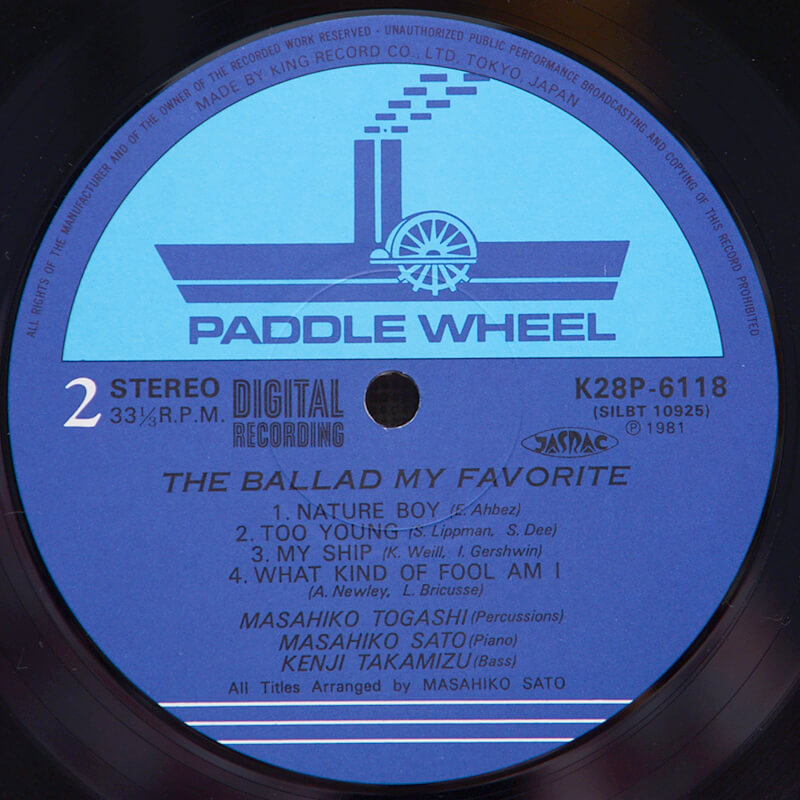 ALL RIGHTS OF THE MANUFACTURER AND OF THE OWNER OF THE RECORDED WORK RESERVED · UNAUTHORIZED PUBLIC PERFORMANCE BROADCASTING AND COPYING OF THIS RECORD PROHIBITED
MADE BY KING RECORD CO., LTD. TOKYO, JAPAN
PADDLE WHEEL
2 STEREO DIGITAL K28P-6118
33⅓R.P.M. RECORDING (SILBT 10925)
JASRAC Ⓟ 1981
THE BALLAD MY FAVORITE
1. NATURE BOY (E. Ahbez)
2. TOO YOUNG (S. Lippman, S. Dee)
3. MY SHIP (K. Weill, I. Gershwin)
4. WHAT KIND OF FOOL AM I
(A. Newley, L. Bricusse)
MASAHIKO TOGASHI (Percussions)
MASAHIKO SATO (Piano)
KENJI TAKAMIZU (Bass)
All Titles Arranged by MASAHIKO SATO